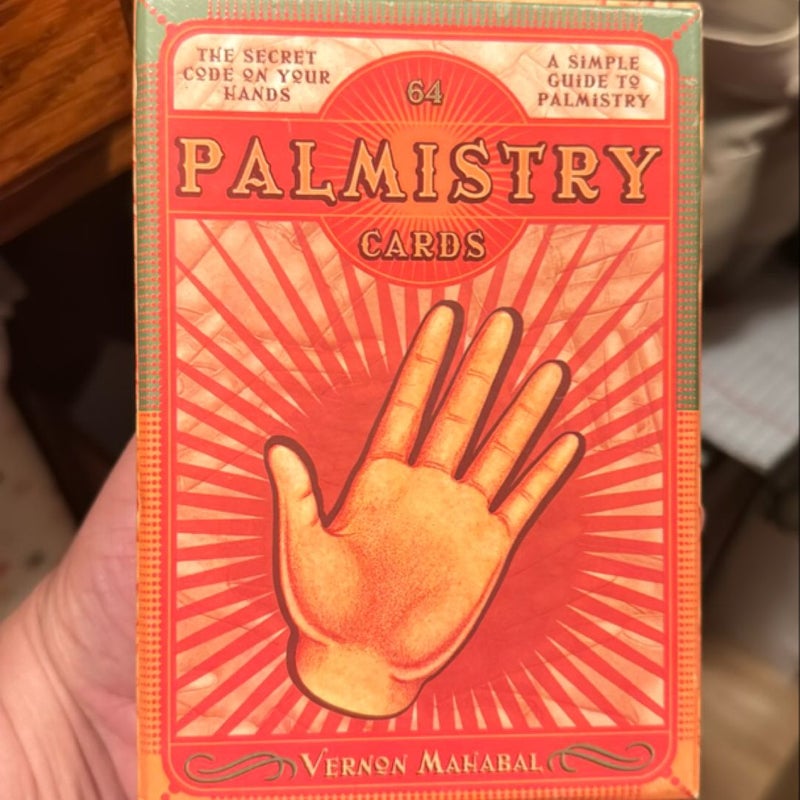 THE SECRET
CODE ON YOUR
HANDS
64
A SIMPLE
GUIDE TO
PALMISTRY
PALMISTRY
CARDS
VERNON MAHABAL